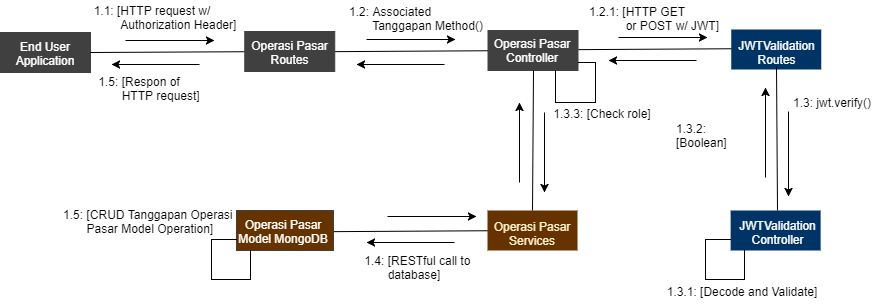 1.1: [HTTP request w/
Authorization Header]
1.2: Associated
Tanggapan Method()
1.2.1: [HTTP GET
or POST w/ JWT]
End User
Application
Operasi Pasar
Routes
Operasi Pasar
Controller
JWTValidation
Routes
1.5: [Respon of
HTTP request]
1.3.3: [Check role]
1.3: jwt.verify()
1.3.2:
[Boolean]
1.5: [CRUD Tanggapan Operasi
Pasar Model Operation]
Operasi Pasar
Model MongoDB
Operasi Pasar
Services
JWTValidation
Controller
1.4: [RESTful call to
database]
1.3.1: [Decode and Validate]